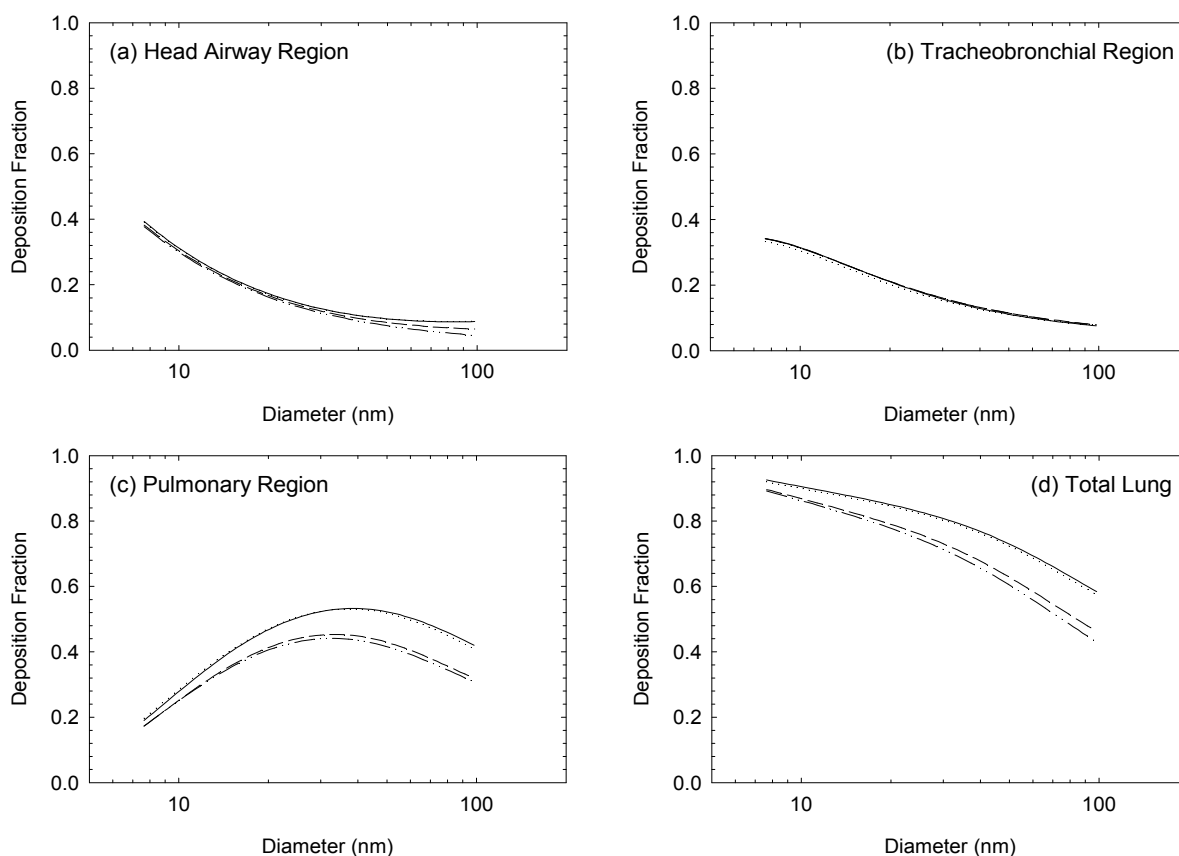 1.0
0.8
0.6
0.4
0.2
0.0
Deposition Fraction
(a) Head Airway Region
10
100
Diameter (nm)
1.0
0.8
0.6
0.4
0.2
0.0
Deposition Fraction
(b) Tracheobronchial Region
10
100
Diameter (nm)
1.0
0.8
0.6
0.4
0.2
0.0
Deposition Fraction
(c) Pulmonary Region
10
100
Diameter (nm)
1.0
0.8
0.6
0.4
0.2
0.0
Deposition Fraction
(d) Total Lung
10
100
Diameter (nm)